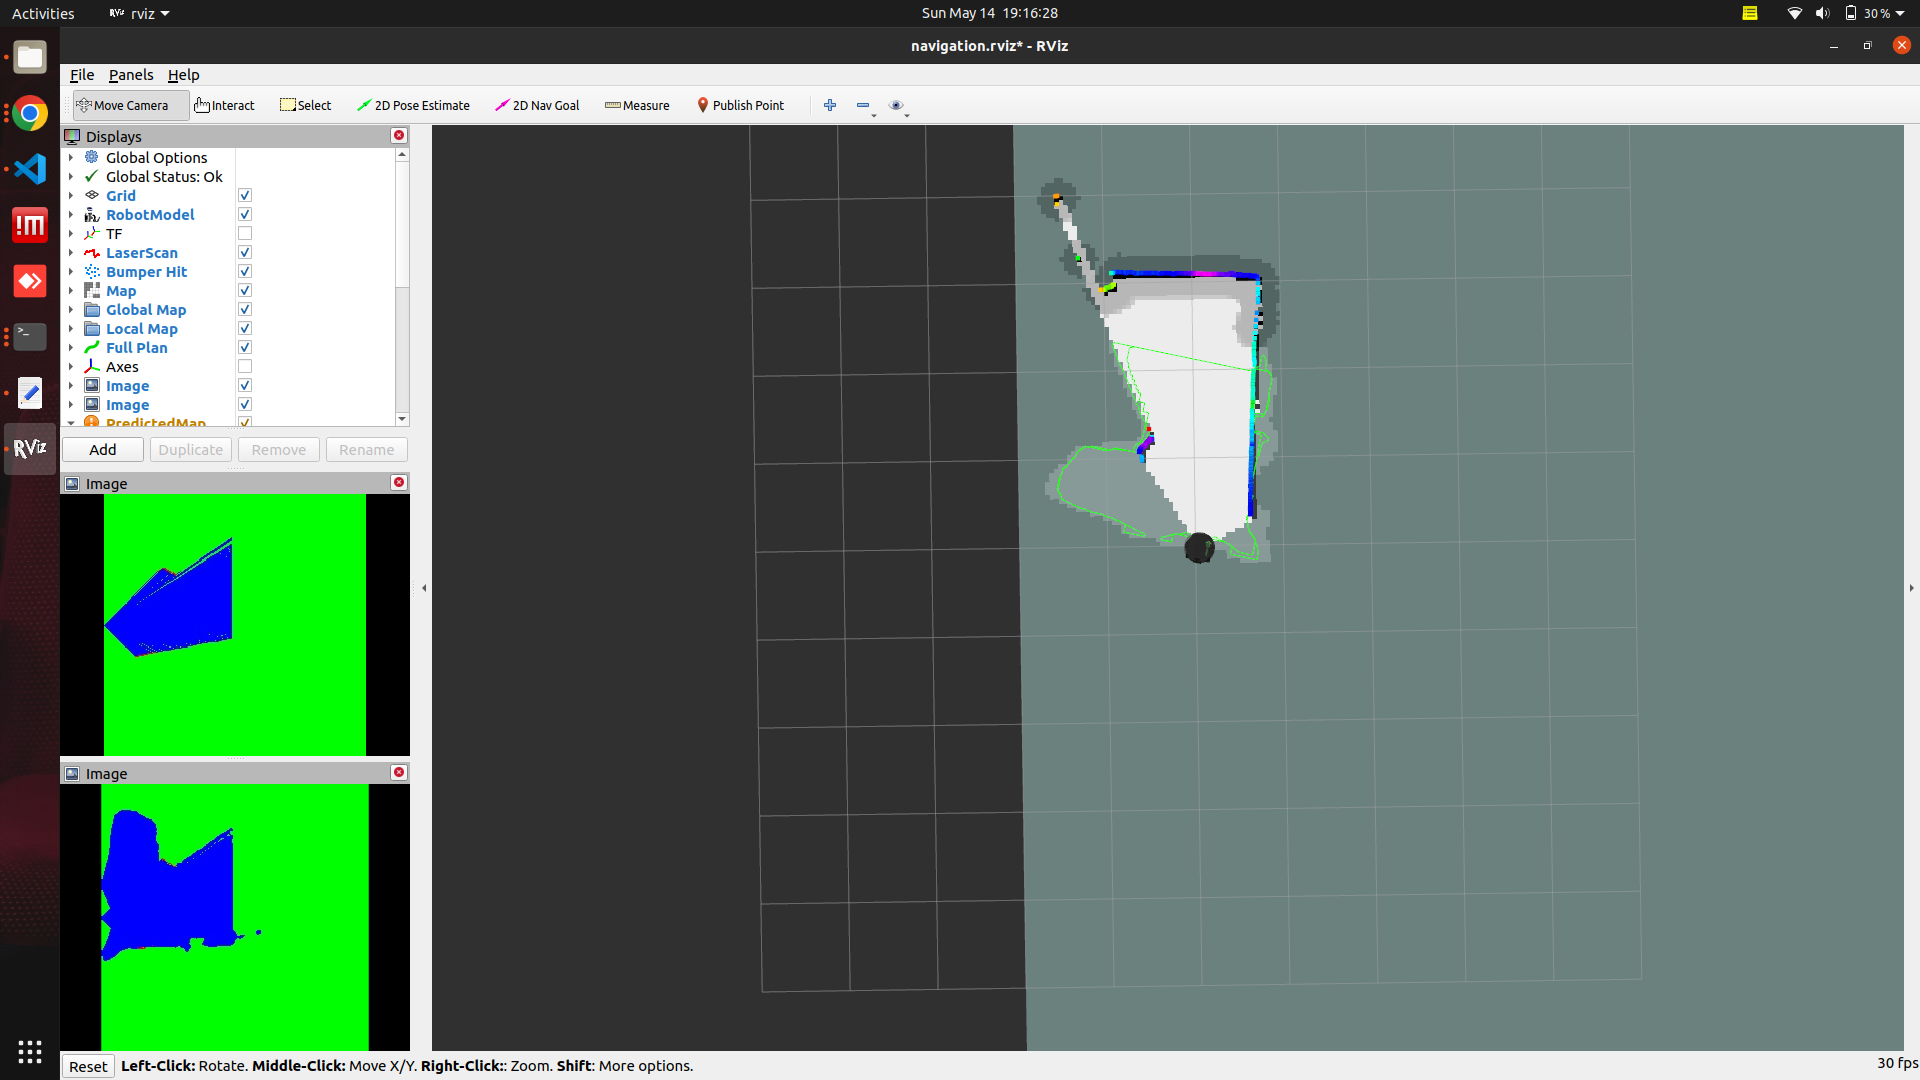 Activities
RViz rviz
Sun May 14 19:16:28
30 %
navigation.rviz* - RViz
File Panels Help
Move Camera Interact Select 2D Pose Estimate 2D Nav Goal Measure Publish Point
Displays
Global Options
Global Status: Ok
Grid
RobotModel
TF
LaserScan
Bumper Hit
Map
Global Map
Local Map
Full Plan
Axes
Image
Image
PredictedMap
Add Duplicate Remove Rename
RViz
Image
Image
Reset Left-Click: Rotate. Middle-Click: Move X/Y. Right-Click:: Zoom. Shift: More options.
30 fps